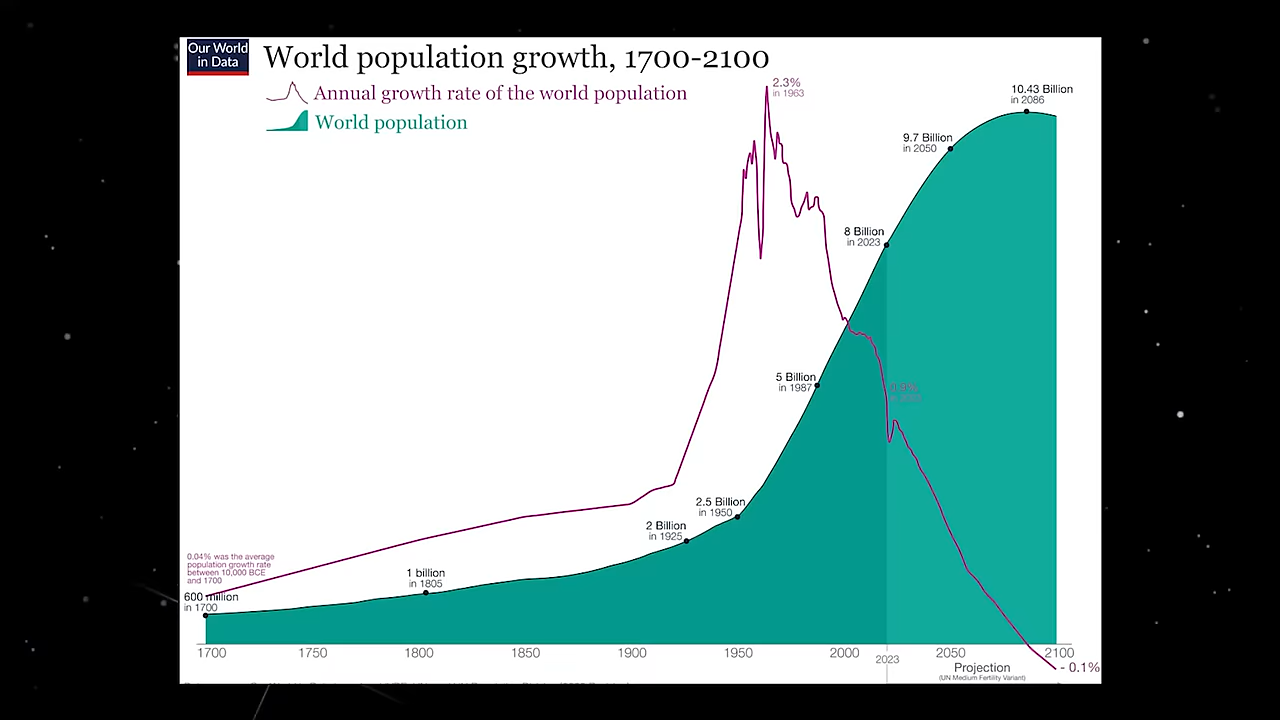 Our World
in Data
World population growth, 1700-2100
Annual growth rate of the world population
World population
2.3%
in 1963
10.43 Billion
in 2086
9.7 Billion
in 2050
8 Billion
in 2023
5 Billion
in 1987
0.9%
2.5 Billion
in 1950
2 Billion
in 1925
1 billion
in 1805
0.04% was the average
population growth rate
between 10,000 BCE
and 1700
600 million
in 1700
1700 1750 1800 1850 1900 1950 2000 2023 2050 2100
- 0.1%
Projection
(UN Medium Fertility Variant)